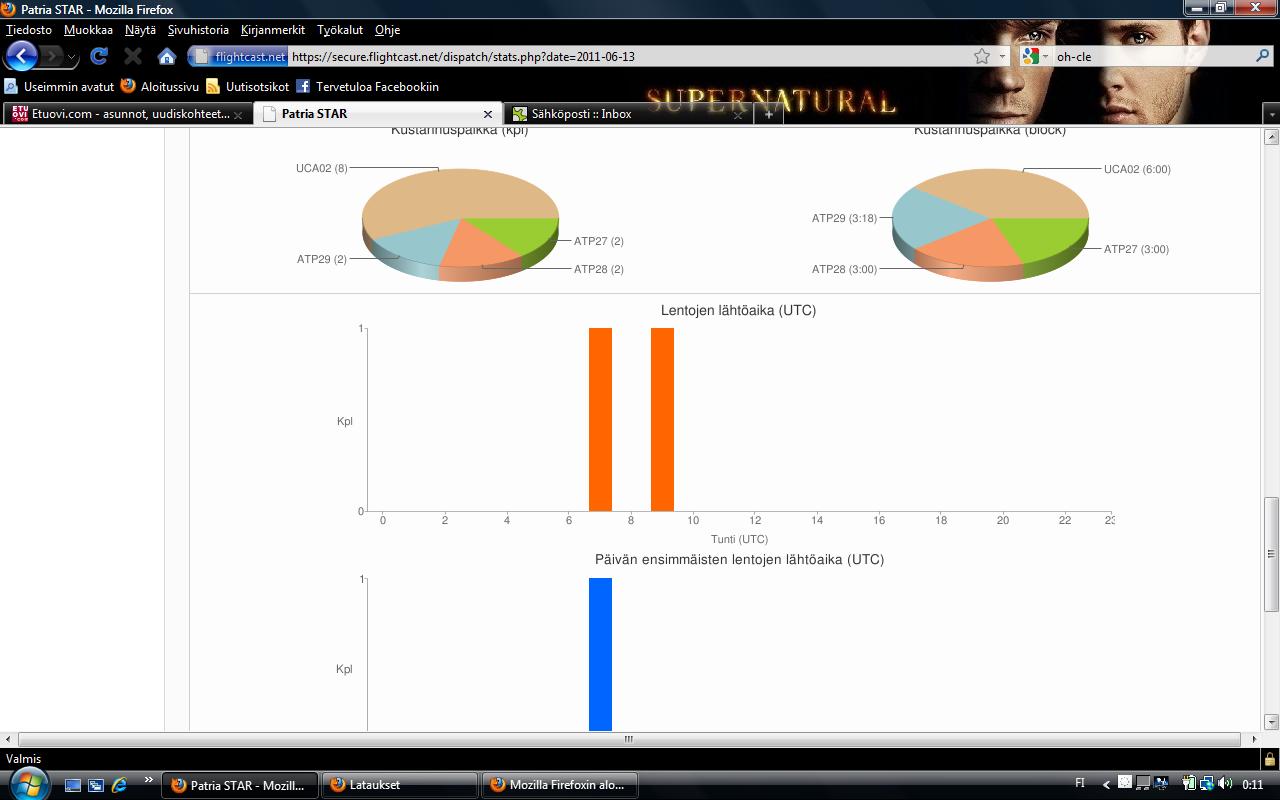 Patria STAR - Mozilla Firefox
Tiedosto Muokkaa Näytä Sivuhistoria Kirjanmerkit Työkalut Ohje
flightcast.net https://secure.flightcast.net/dispatch/stats.php?date=2011-06-13 oh-cle
Useimmin avatut Aloitussivu Uutisotsikot Tervetuloa Facebookiin
SUPERNATURAL
ETUOVI.COM Etuovi.com - asunnot, uudiskohteet... Patria STAR Sähköposti :: Inbox
Kustannuspaikka (kpl) Kustannuspaikka (block)
UCA02 (8) UCA02 (6:00)
ATP29 (3:18)
ATP27 (2) ATP27 (3:00)
ATP29 (2) ATP28 (2) ATP28 (3:00)
Lentojen lähtöaika (UTC)
1
Kpl
0
0 2 4 6 8 10 12 14 16 18 20 22 23
Tunti (UTC)
Päivän ensimmäisten lentojen lähtöaika (UTC)
1
Kpl
Valmis
Patria STAR - Mozill... Lataukset Mozilla Firefoxin alo... FI 0:11